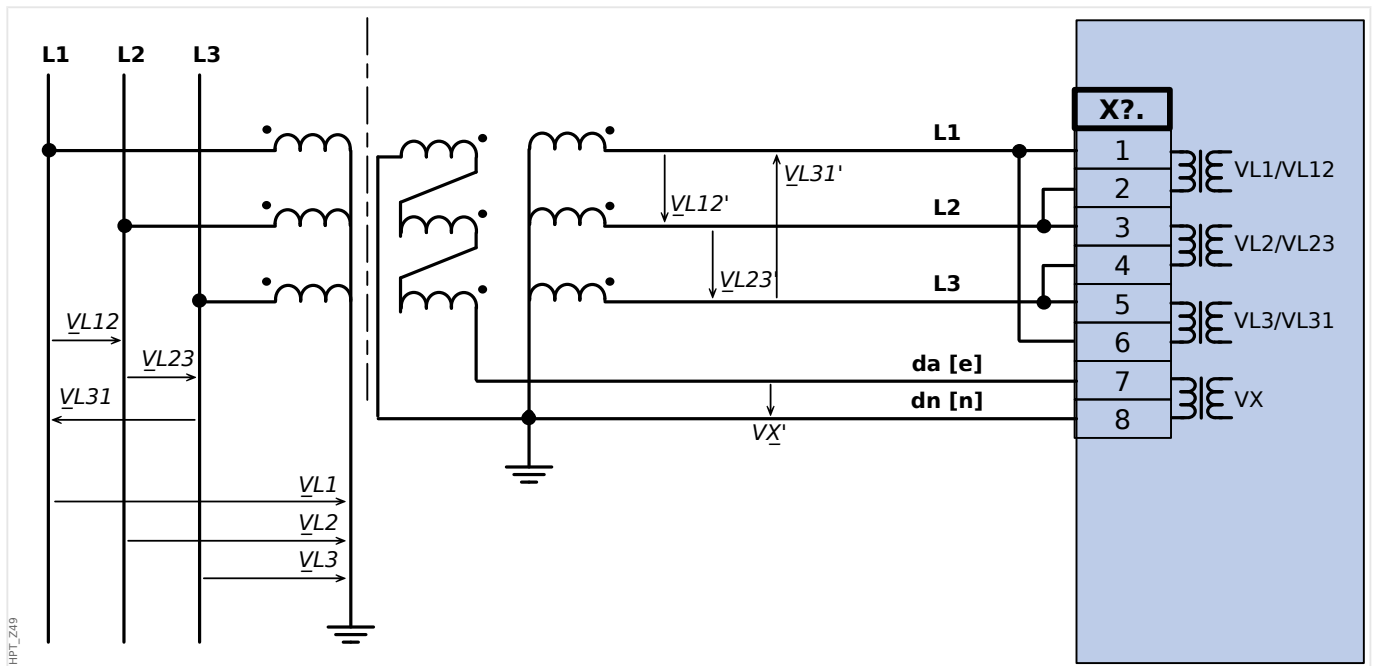 L1 L2 L3
X?.
L1
1
VL1/VL12
VL31'
2
VL12'
L2
3
VL2/VL23
4
VL23'
L3
5
VL3/VL31
VL12
6
VL23
da [e]
7
VL31
dn [n]
VX
8
VX'
VL1
VL2
VL3
HPT_Z49